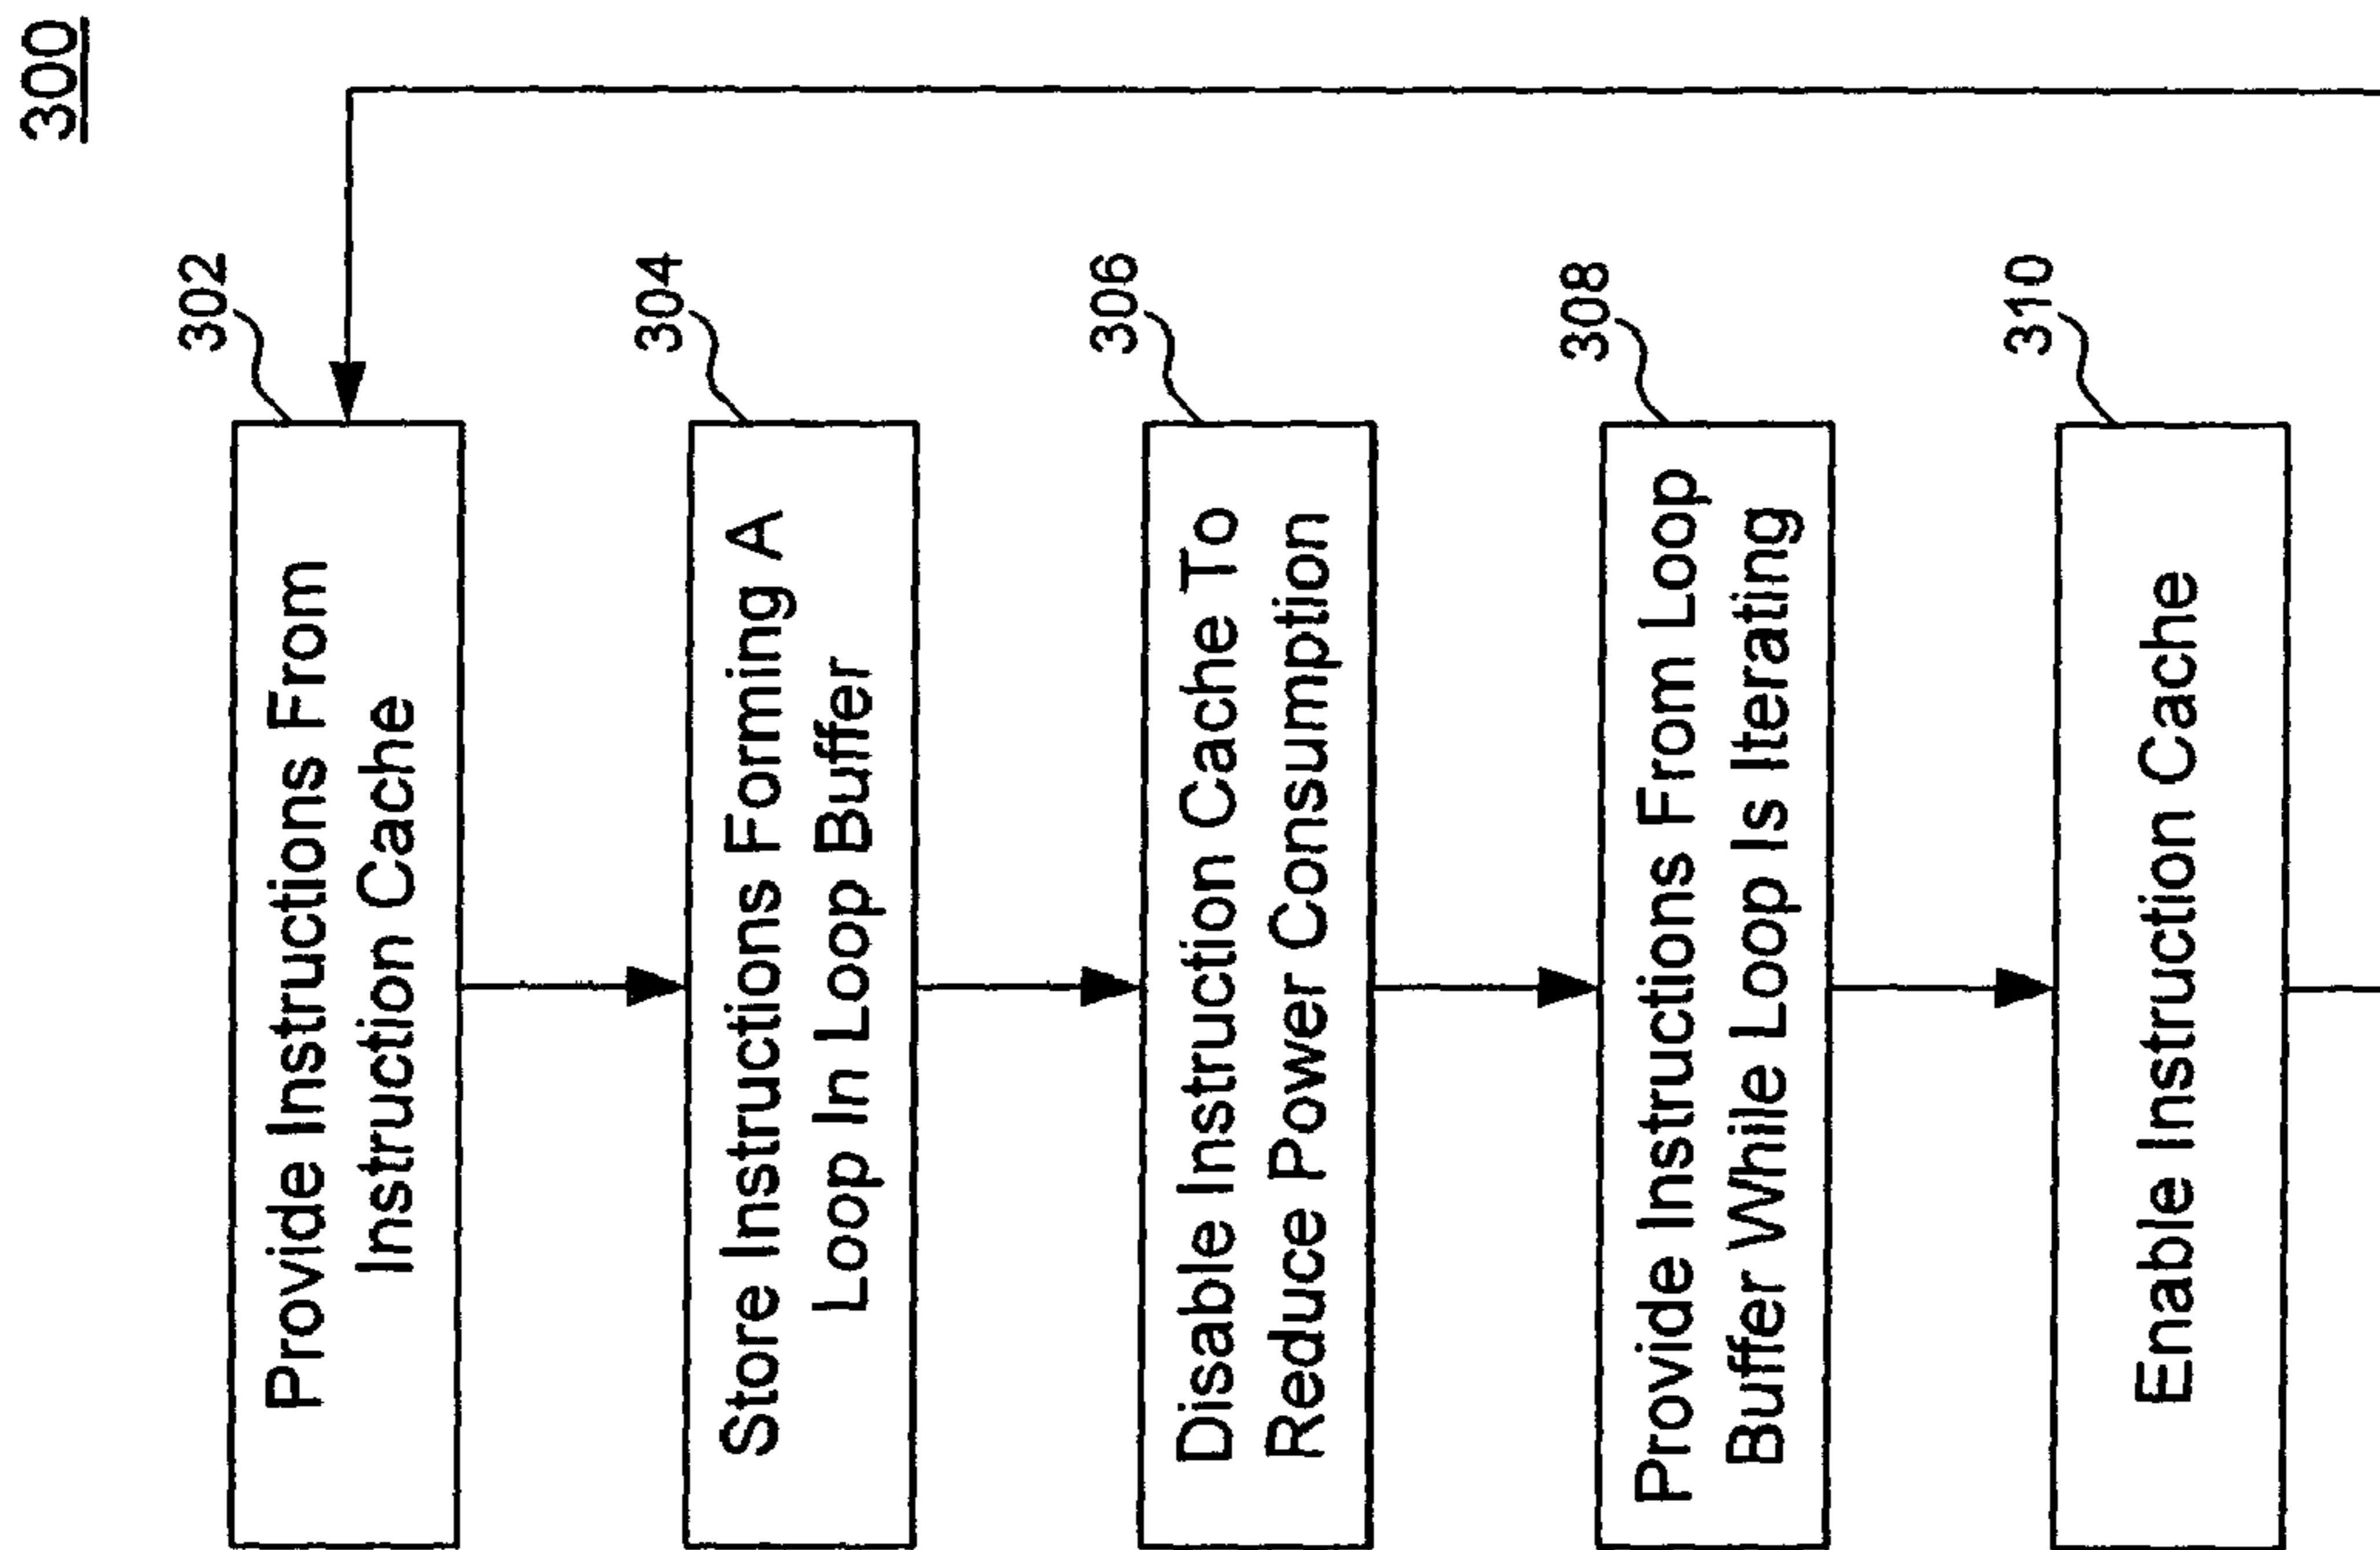 300
302
Provide Instructions From
Instruction Cache
304
Store Instructions Forming A
Loop In Loop Buffer
306
Disable Instruction Cache To
Reduce Power Consumption
308
Provide Instructions From Loop
Buffer While Loop Is Iterating
310
Enable Instruction Cache